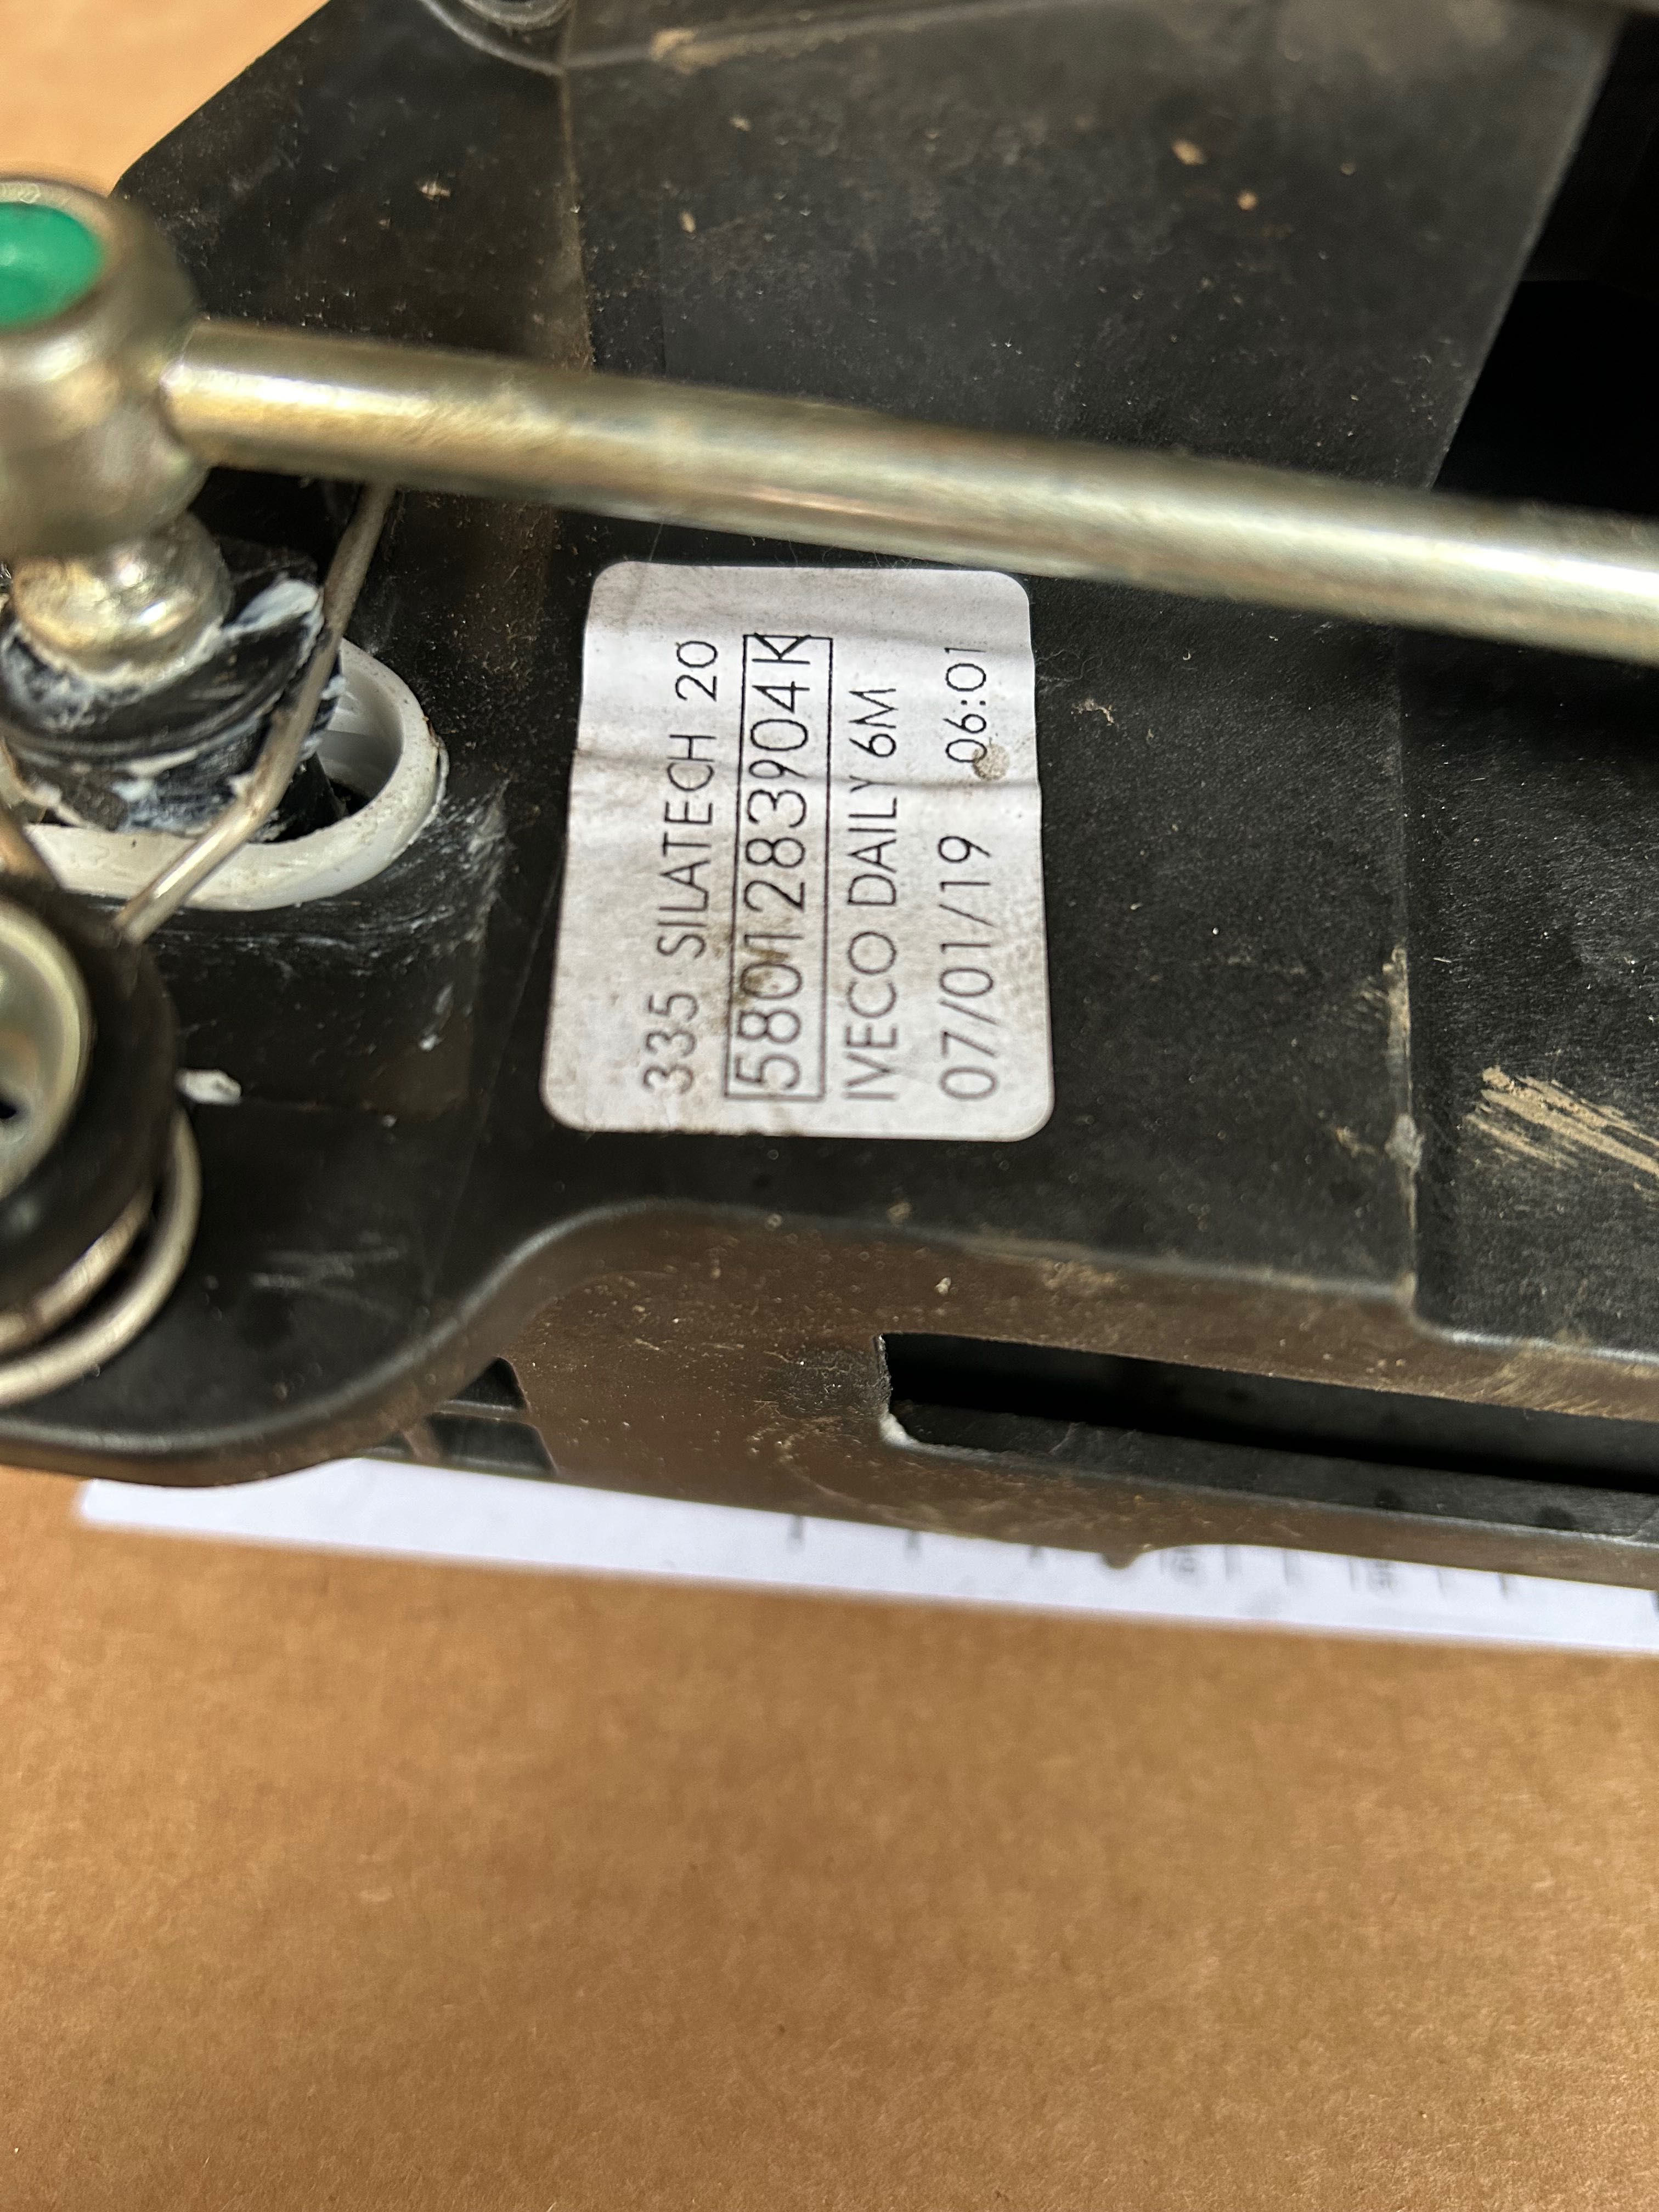 335 SILATECH 20
5801283904K
IVECO DAILY 6M
07/01/19 06:01